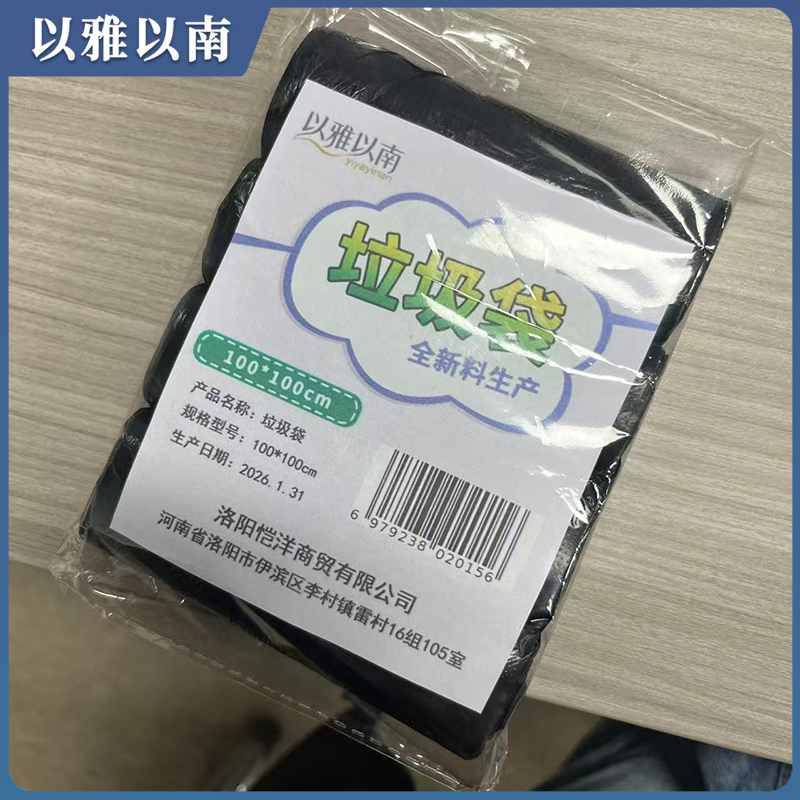 以雅以南
以雅以南
yiyayinan
垃圾袋
全新料生产
100*100cm
产品名称：垃圾袋
规格型号：100*100cm
生产日期：2026.1.31
6 979238 020156
洛阳恺洋商贸有限公司
河南省洛阳市伊滨区李村镇雷村16组105室